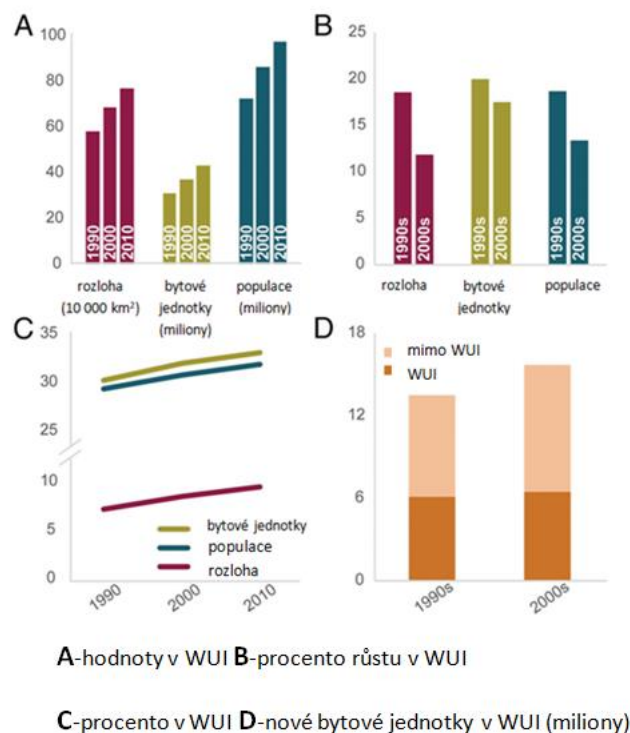 A
100
80
60
40
20
0
1990
2000
2010
1990
2000
2010
1990
2000
2010
rozloha
(10 000 km²)
bytové
jednotky
(miliony)
populace
(miliony)
B
25
20
15
10
5
0
1990s
2000s
1990s
2000s
1990s
2000s
rozloha
bytové
jednotky
populace
C
35
30
25
10
5
0
bytové jednotky
populace
rozloha
1990
2000
2010
D
18
12
6
0
mimo WUI
WUI
1990s
2000s
A-hodnoty v WUI B-procento růstu v WUI
C-procento v WUI D-nové bytové jednotky v WUI (miliony)